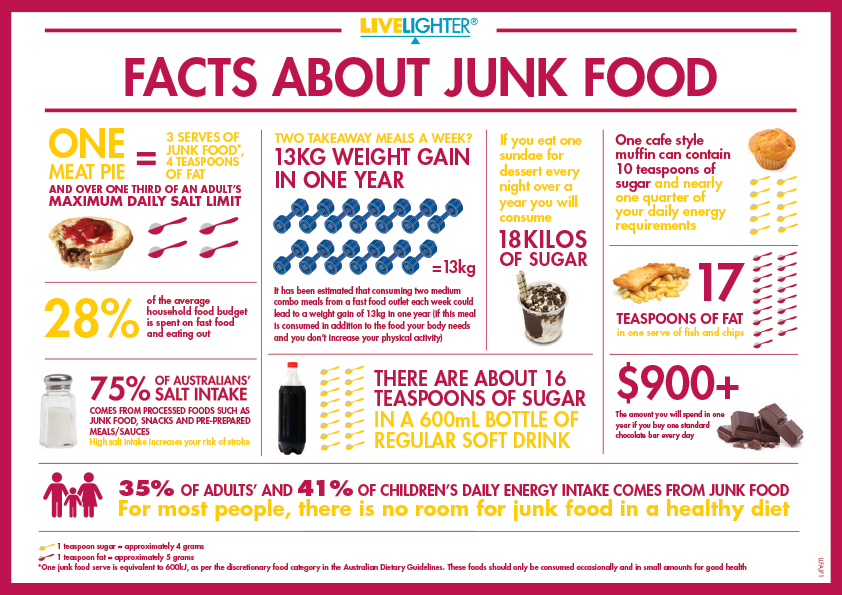 LIVELIGHTER®
FACTS ABOUT JUNK FOOD
ONE
MEAT PIE
=
3 SERVES OF
JUNK FOOD*,
4 TEASPOONS
OF FAT
AND OVER ONE THIRD OF AN ADULT'S
MAXIMUM DAILY SALT LIMIT
28%
of the average
household food budget
is spent on fast food
and eating out
TWO TAKEAWAY MEALS A WEEK?
13KG WEIGHT GAIN
IN ONE YEAR
=13kg
It has been estimated that consuming two medium
combo meals from a fast food outlet each week could
lead to a weight gain of 13kg in one year (if this meal
is consumed in addition to the food your body needs
and you don't increase your physical activity)
If you eat one
sundae for
dessert every
night over a
year you will
consume
18KILOS
OF SUGAR
One cafe style
muffin can contain
10 teaspoons of
sugar and nearly
one quarter of
your daily energy
requirements
17
TEASPOONS OF FAT
in one serve of fish and chips
75% OF AUSTRALIANS'
SALT INTAKE
COMES FROM PROCESSED FOODS SUCH AS
JUNK FOOD, SNACKS AND PRE-PREPARED
MEALS/SAUCES
High salt intake increases your risk of stroke
THERE ARE ABOUT 16
TEASPOONS OF SUGAR
IN A 600mL BOTTLE OF
REGULAR SOFT DRINK
$900+
The amount you will spend in one
year if you buy one standard
chocolate bar every day
35% OF ADULTS' AND 41% OF CHILDREN'S DAILY ENERGY INTAKE COMES FROM JUNK FOOD
For most people, there is no room for junk food in a healthy diet
1 teaspoon sugar = approximately 4 grams
1 teaspoon fat = approximately 5 grams
*One junk food serve is equivalent to 600kJ, as per the discretionary food category in the Australian Dietary Guidelines. These foods should only be consumed occasionally and in small amounts for good health